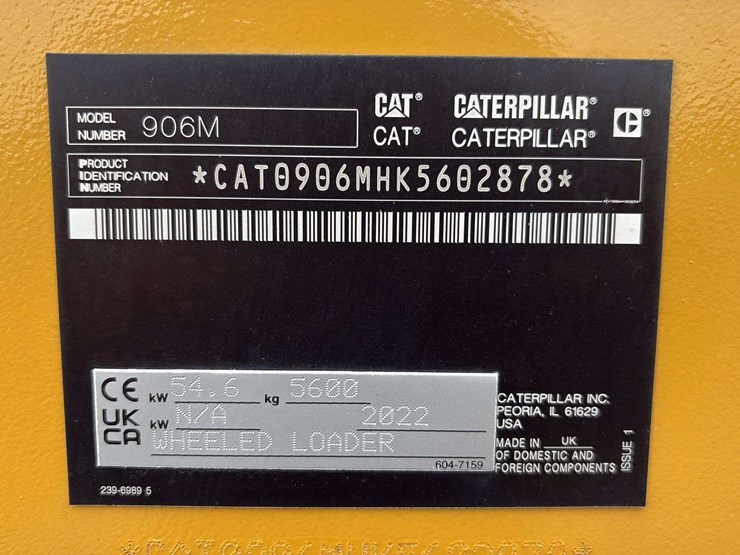 CAT® CATERPILLAR®
CAT® CATERPILLAR® C®
MODEL
NUMBER 906M
PRODUCT
IDENTIFICATION
NUMBER
*CAT0906MHK5602878*
CE kW 54.6 kg 5600
UK
CA kW N/A 2022
WHEELED LOADER
604-7159
CATERPILLAR INC.
PEORIA, IL 61629
USA
MADE IN UK
OF DOMESTIC AND
FOREIGN COMPONENTS
ISSUE 1
239-6989 5